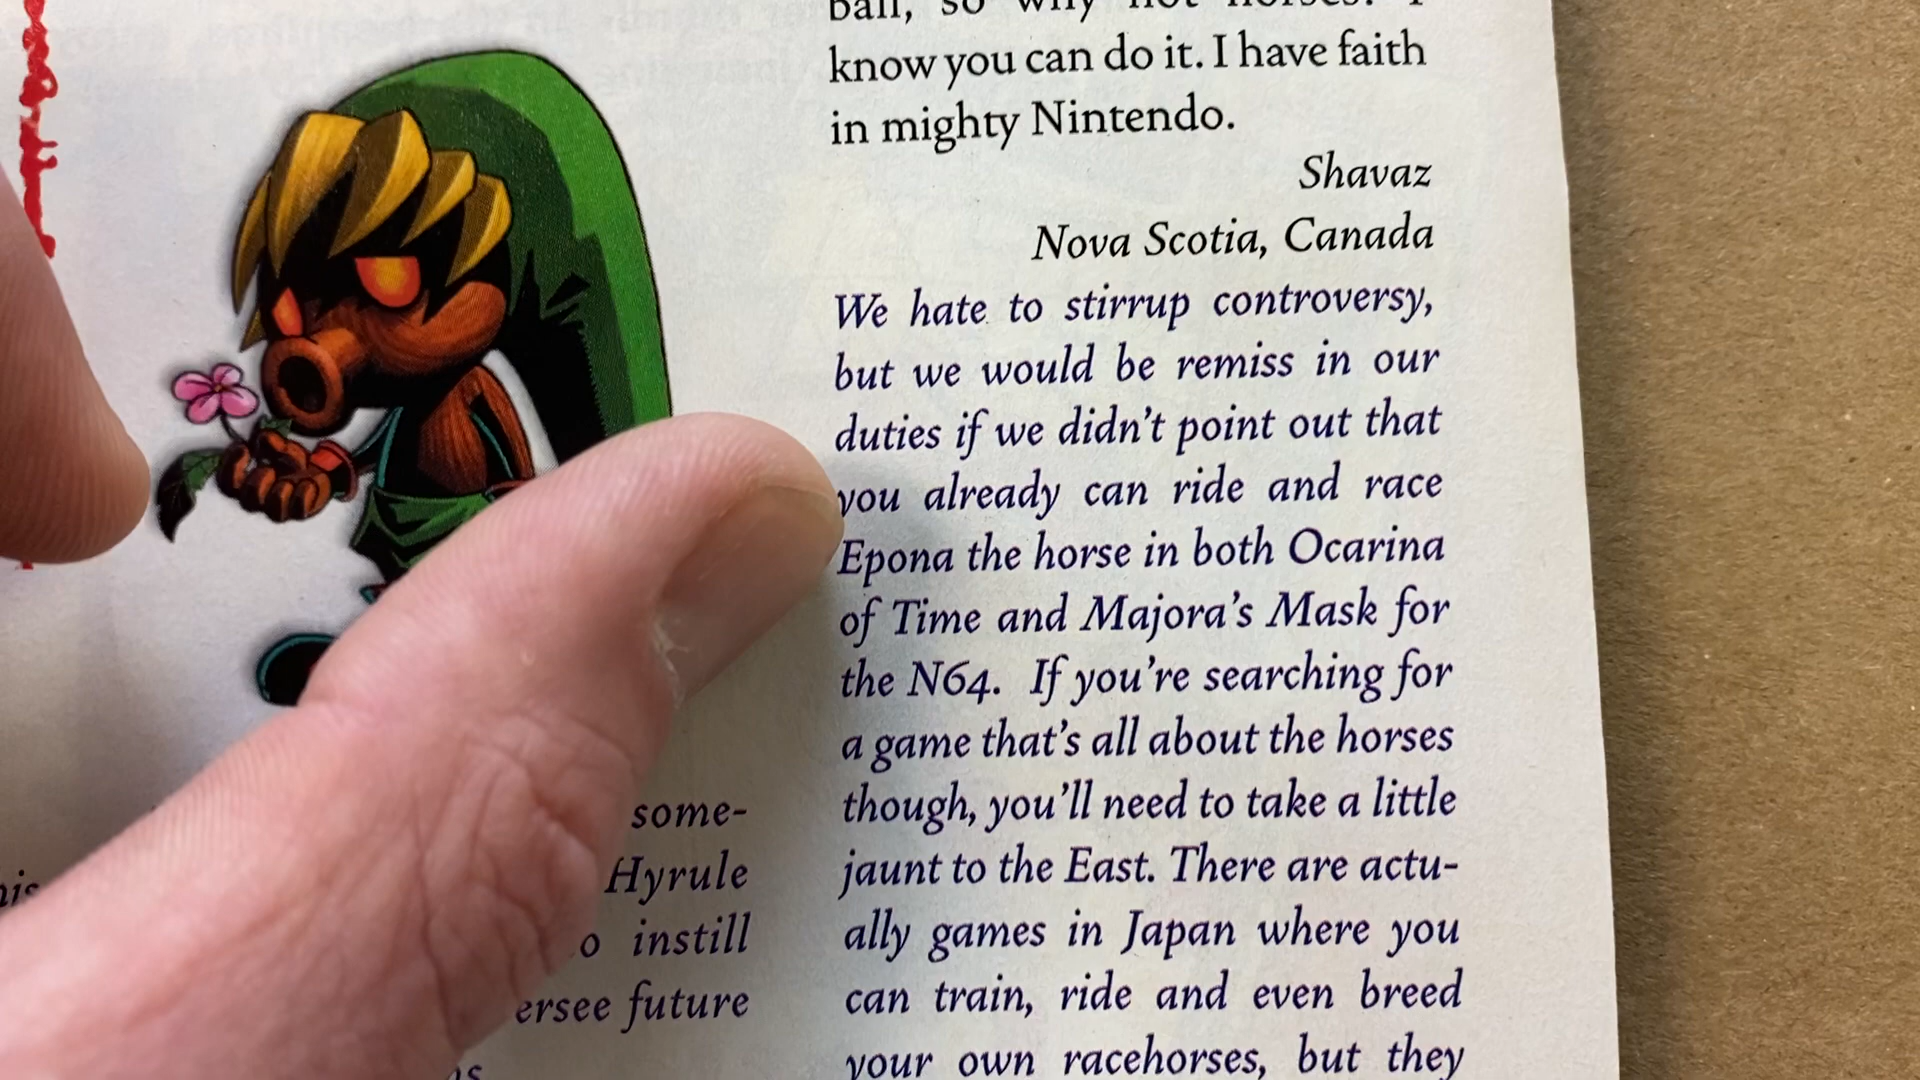 ball, so why not horses? I
know you can do it. I have faith
in mighty Nintendo.
Shavaz
Nova Scotia, Canada
We hate to stirrup controversy,
but we would be remiss in our
duties if we didn't point out that
you already can ride and race
Epona the horse in both Ocarina
of Time and Majora's Mask for
the N64. If you're searching for
a game that's all about the horses
though, you'll need to take a little
jaunt to the East. There are actu-
ally games in Japan where you
can train, ride and even breed
your own racehorses, but they
some-
Hyrule
instill
future